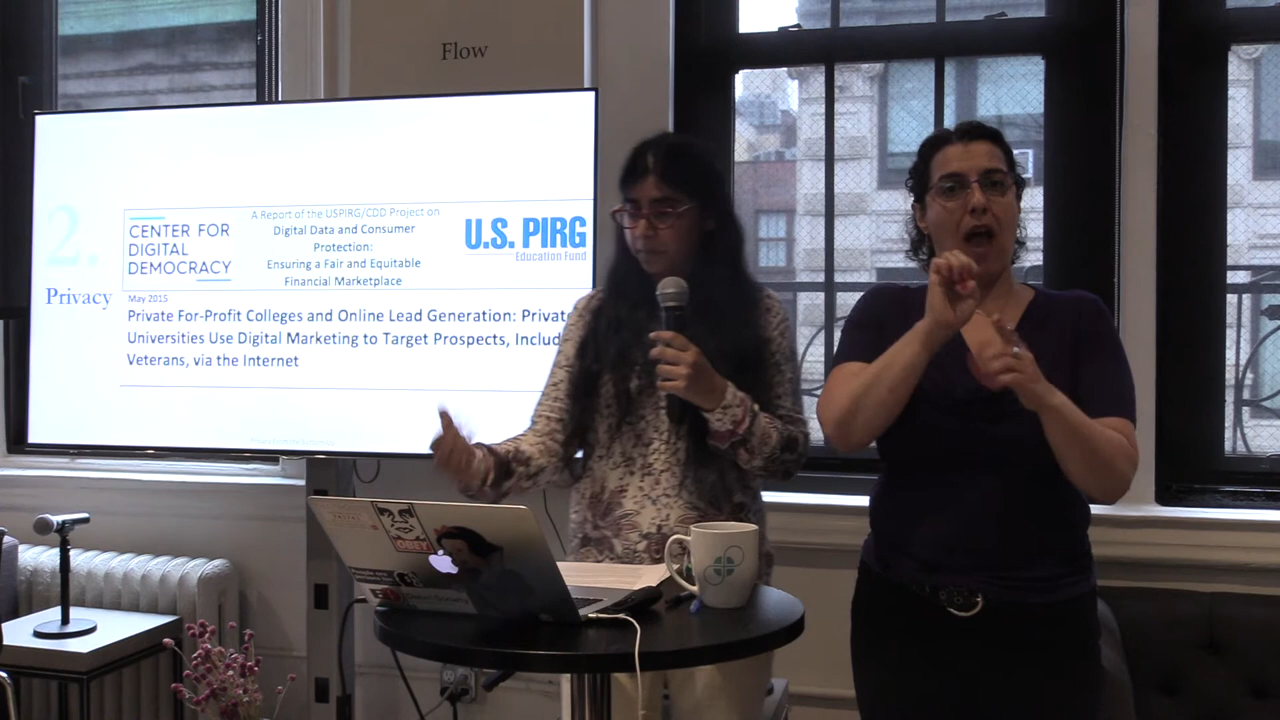 Flow
2.
Privacy
CENTER FOR
DIGITAL
DEMOCRACY
A Report of the USPIRG/CDD Project on
Digital Data and Consumer
Protection:
Ensuring a Fair and Equitable
Financial Marketplace
U.S. PIRG
Education Fund
May 2015
Private For-Profit Colleges and Online Lead Generation: Privat
Universities Use Digital Marketing to Target Prospects, Includ
Veterans, via the Internet
OBEY